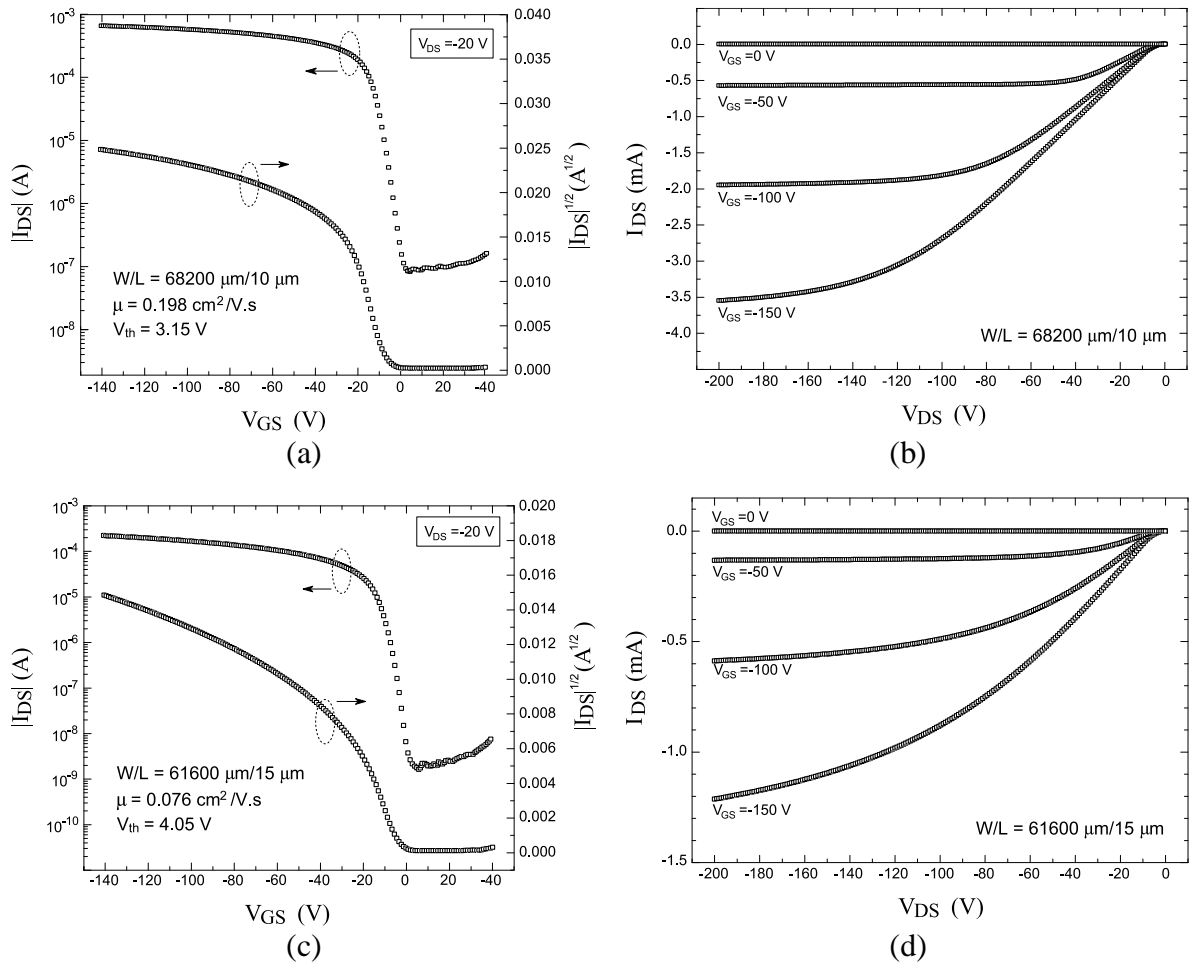 10⁻³
10⁻⁴
10⁻⁵
10⁻⁶
10⁻⁷
10⁻⁸
|I_DS| (A)
V_DS =-20 V
W/L = 68200 μm/10 μm
μ = 0.198 cm²/V.s
V_th = 3.15 V
0.040
0.035
0.030
0.025
0.020
0.015
0.010
0.005
0.000
|I_DS|^1/2 (A^1/2)
-140 -120 -100 -80 -60 -40 -20 0 -20 -40
V_GS (V)
(a)
0.0
-0.5
-1.0
-1.5
-2.0
-2.5
-3.0
-3.5
-4.0
I_DS (mA)
V_GS =0 V
V_GS =-50 V
V_GS =-100 V
V_GS =-150 V
W/L = 68200 μm/10 μm
-200 -180 -160 -140 -120 -100 -80 -60 -40 -20 0
V_DS (V)
(b)
10⁻³
10⁻⁴
10⁻⁵
10⁻⁶
10⁻⁷
10⁻⁸
10⁻⁹
10⁻¹⁰
|I_DS| (A)
V_DS =-20 V
W/L = 61600 μm/15 μm
μ = 0.076 cm²/V.s
V_th = 4.05 V
0.020
0.018
0.016
0.014
0.012
0.010
0.008
0.006
0.004
0.002
0.000
|I_DS|^1/2 (A^1/2)
-140 -120 -100 -80 -60 -40 -20 0 -20 -40
V_GS (V)
(c)
0.0
-0.5
-1.0
-1.5
I_DS (mA)
V_GS =0 V
V_GS =-50 V
V_GS =-100 V
V_GS =-150 V
W/L = 61600 μm/15 μm
-200 -180 -160 -140 -120 -100 -80 -60 -40 -20 0
V_DS (V)
(d)